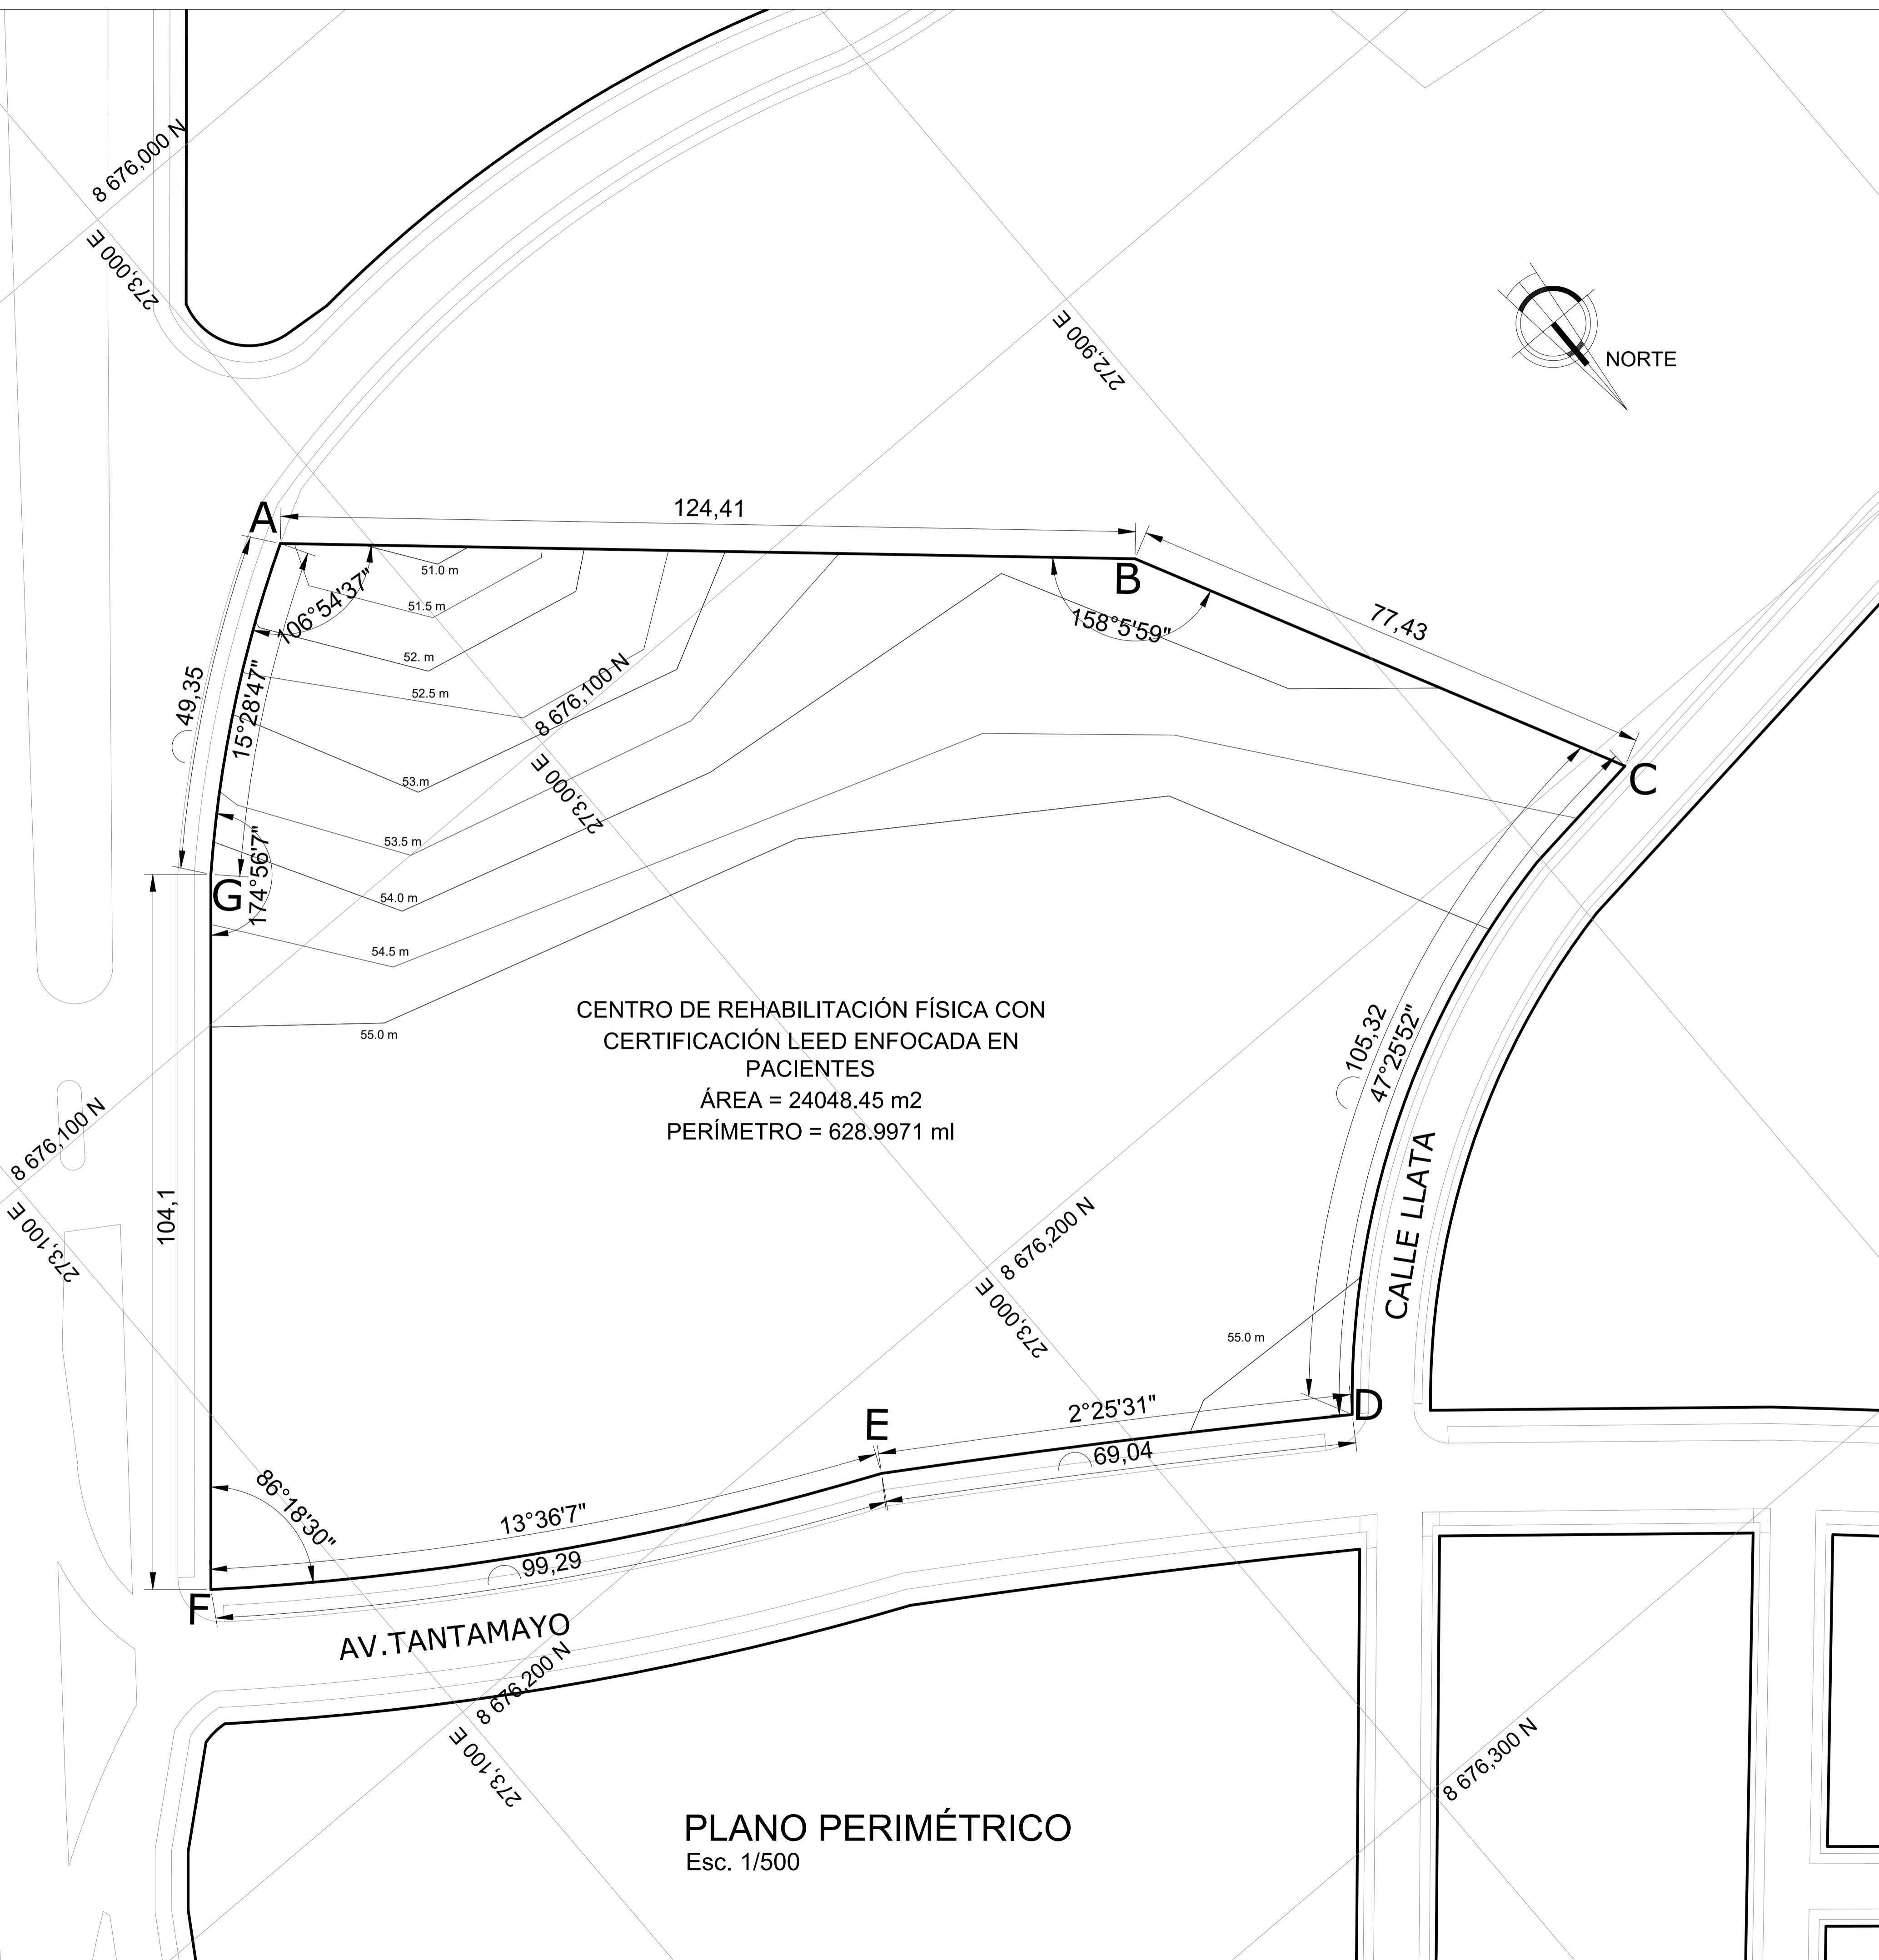 8 676,000 N
273,000 E
272,900 E
NORTE
A
124,41
B
51.0 m
106°54'37"
51.5 m
158°5'59"
77,43
52. m
49,35
15°28'47"
52.5 m
8 676,100 N
273,000 E
C
53.m
53.5 m
174°56'7"
G
54.0 m
54.5 m
55.0 m
CENTRO DE REHABILITACIÓN FÍSICA CON
CERTIFICACIÓN LEED ENFOCADA EN
PACIENTES
ÁREA = 24048.45 m2
PERÍMETRO = 628.9971 ml
105,32
47°25'52"
8 676,100 N
273,100 E
104,1
CALLE LLATA
8 676,200 N
273,000 E
55.0 m
D
2°25'31"
E
69,04
86°18'30"
13°36'7"
99,29
F
AV.TANTAMAYO
8 676,200 N
273,100 E
8 676,300 N
PLANO PERIMÉTRICO
Esc. 1/500